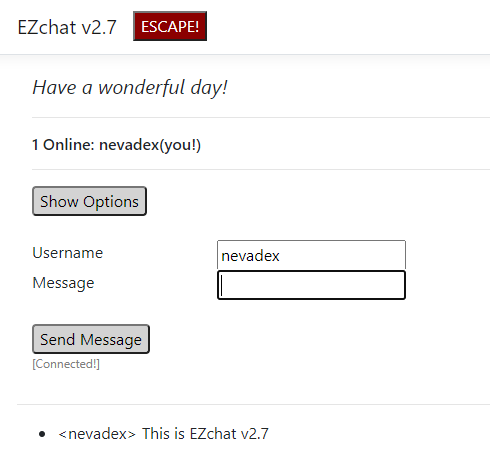 EZchat v2.7 ESCAPE!
Have a wonderful day!
1 Online: nevadex(you!)
Show Options
Username nevadex
Message
Send Message
[Connected!]
<nevadex> This is EZchat v2.7